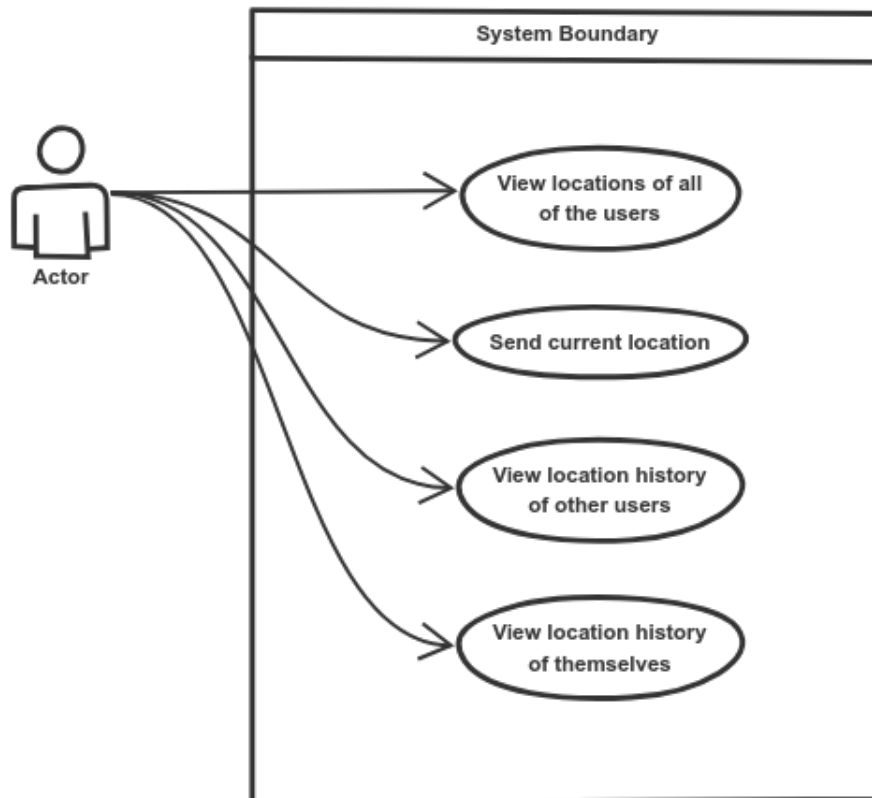 System Boundary
View locations of all
of the users
Actor
Send current location
View location history
of other users
View location history
of themselves